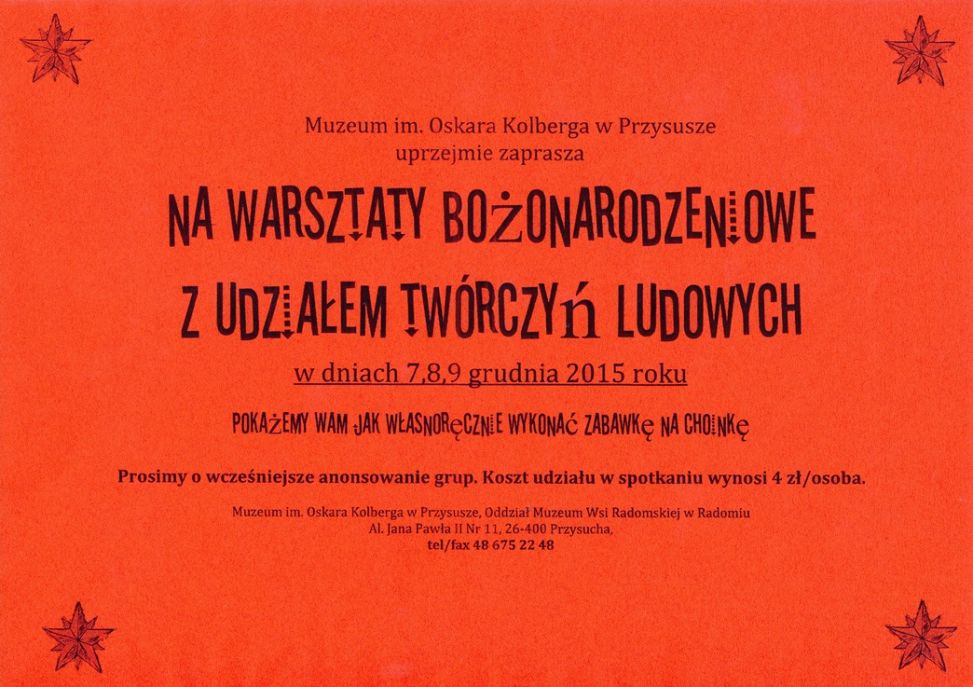 Muzeum im. Oskara Kolberga w Przysusze
uprzejmie zaprasza
NA WARSZTATY BOŻONARODZENIOWE
Z UDZIAŁEM TWÓRCZYŃ LUDOWYCH
w dniach 7,8,9 grudnia 2015 roku
POKAŻEMY WAM JAK WŁASNORĘCZNIE WYKONAĆ ZABAWKĘ NA CHOINKĘ
Prosimy o wcześniejsze anonsowanie grup. Koszt udziału w spotkaniu wynosi 4 zł/osoba.
Muzeum im. Oskara Kolberga w Przysusze, Oddział Muzeum Wsi Radomskiej w Radomiu
Al. Jana Pawła II Nr 11, 26-400 Przysucha,
tel/fax 48 675 22 48